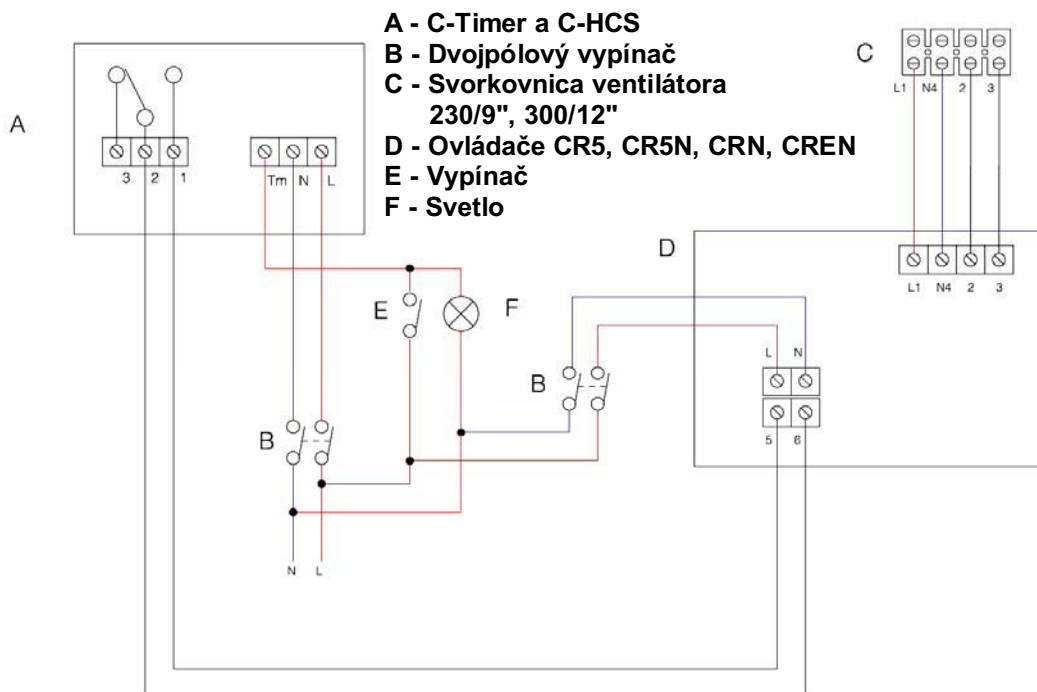 A - C-Timer a C-HCS
B - Dvojpólový vypínač
C - Svorkovnica ventilátora
230/9", 300/12"
D - Ovládače CR5, CR5N, CRN, CREN
E - Vypínač
F - Svetlo
A
3 2 1
Tm N L
C
L1 N4 2 3
D
L1 N4 2 3
E
F
B
L N
5 6
B
N L